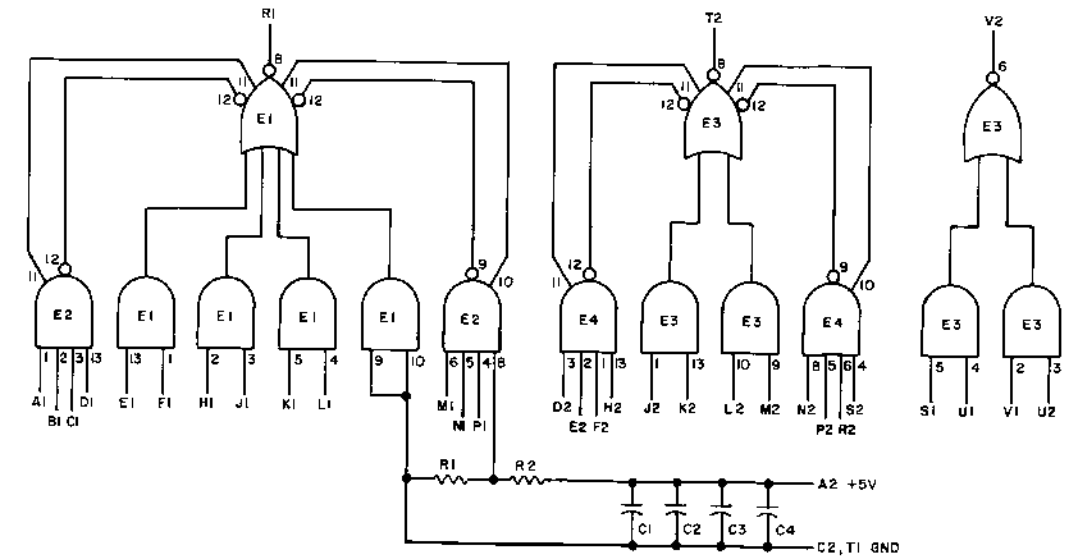 R1 T2 V2
8 8 6
11 11 11 11
12 12 12 12
E1 E3 E3
12 9 12 9
11 10 11 10
E2 E1 E1 E1 E1 E2 E4 E3 E3 E4 E3 E3
1 2 3 13 13 1 2 3 5 4 9 10 6 5 4 8 3 2 1 13 1 13 10 9 8 5 6 4 5 4 2 3
A1 D1 E1 F1 H1 J1 K1 L1 M1 D2 H2 J2 K2 L2 M2 N2 S2 S1 U1 V1 U2
B1 C1 N1 P1 E2 F2 P2 R2
R1 R2
A2 +5V
C1 C2 C3 C4
C2, T1 GND